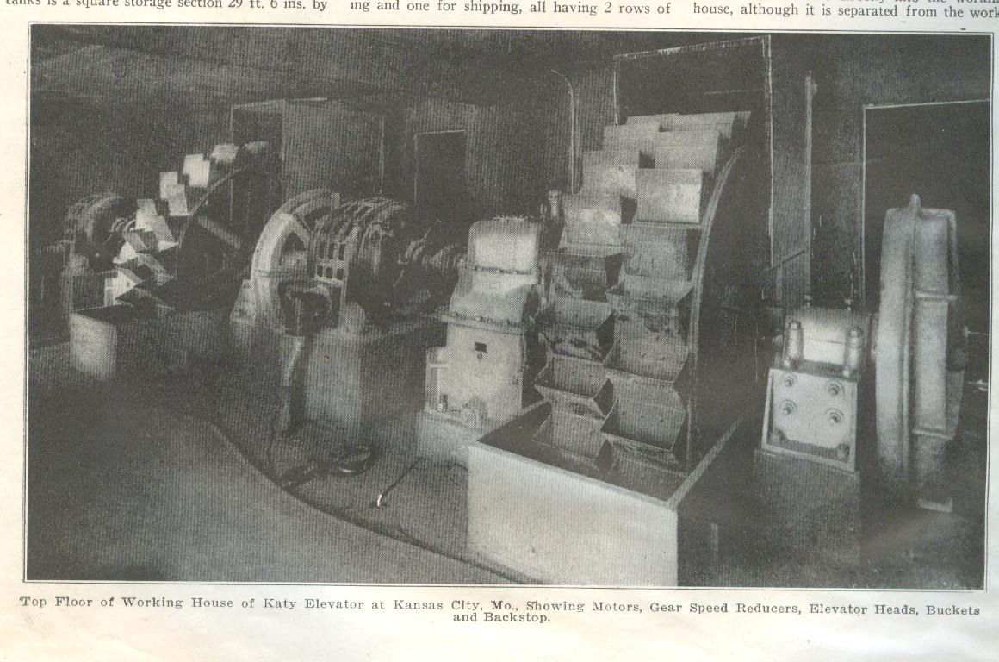 tanks is a square storage section 29 ft. 6 ins. by
ing and one for shipping, all having 2 rows of
house, although it is separated from the work
Top Floor of Working House of Katy Elevator at Kansas City, Mo., Showing Motors, Gear Speed Reducers, Elevator Heads, Buckets
and Backstop.